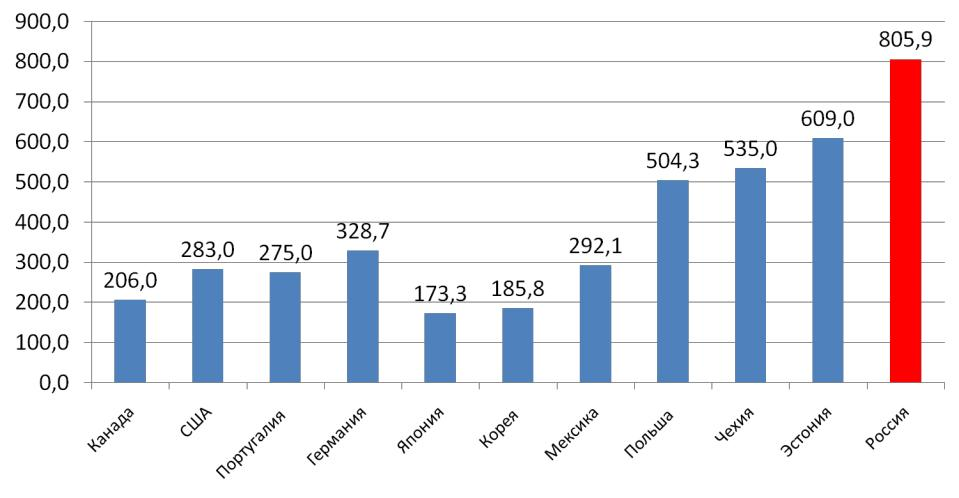 900,0
800,0
700,0
600,0
500,0
400,0
300,0
200,0
100,0
0,0
206,0
283,0
275,0
328,7
173,3
185,8
292,1
504,3
535,0
609,0
805,9
Канада
США
Португалия
Германия
Япония
Корея
Мексика
Польша
Чехия
Эстония
Россия